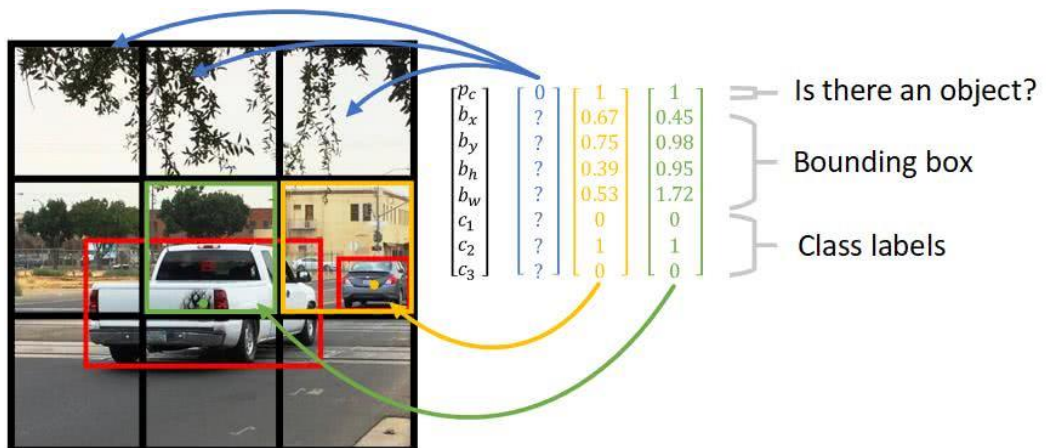 p_c 0 1 1 Is there an object?
b_x ? 0.67 0.45
b_y ? 0.75 0.98
b_h ? 0.39 0.95 Bounding box
b_w ? 0.53 1.72
c_1 ? 0 0
c_2 ? 1 1 Class labels
c_3 ? 0 0